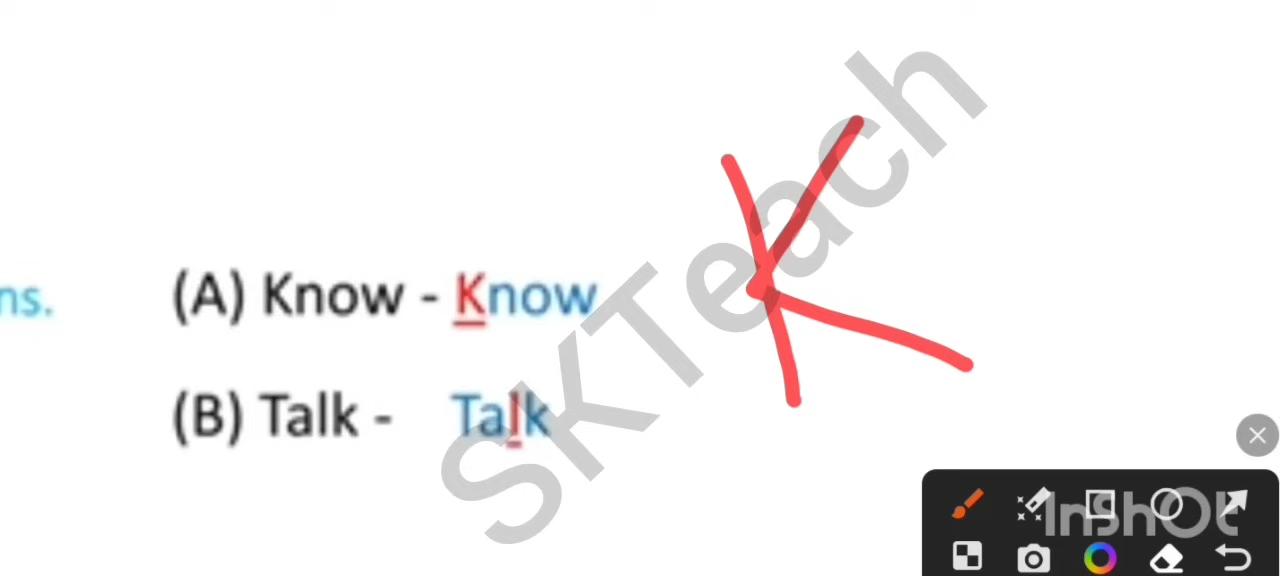 ns. (A) Know - Know
(B) Talk - Talk
K
SKTeach
InShOt